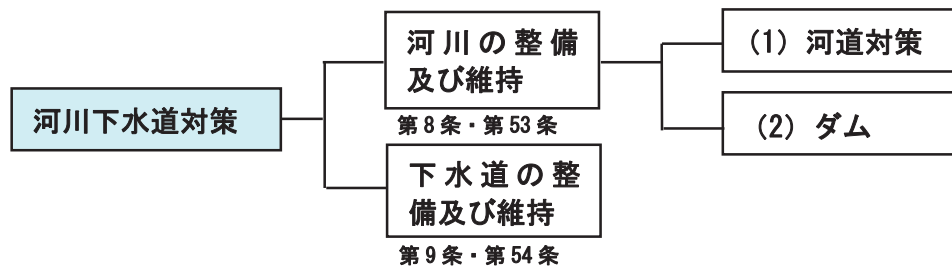 河川下水道対策
河川の整備
及び維持
第8条・第53条
下水道の整
備及び維持
第9条・第54条
(1) 河道対策
(2) ダム